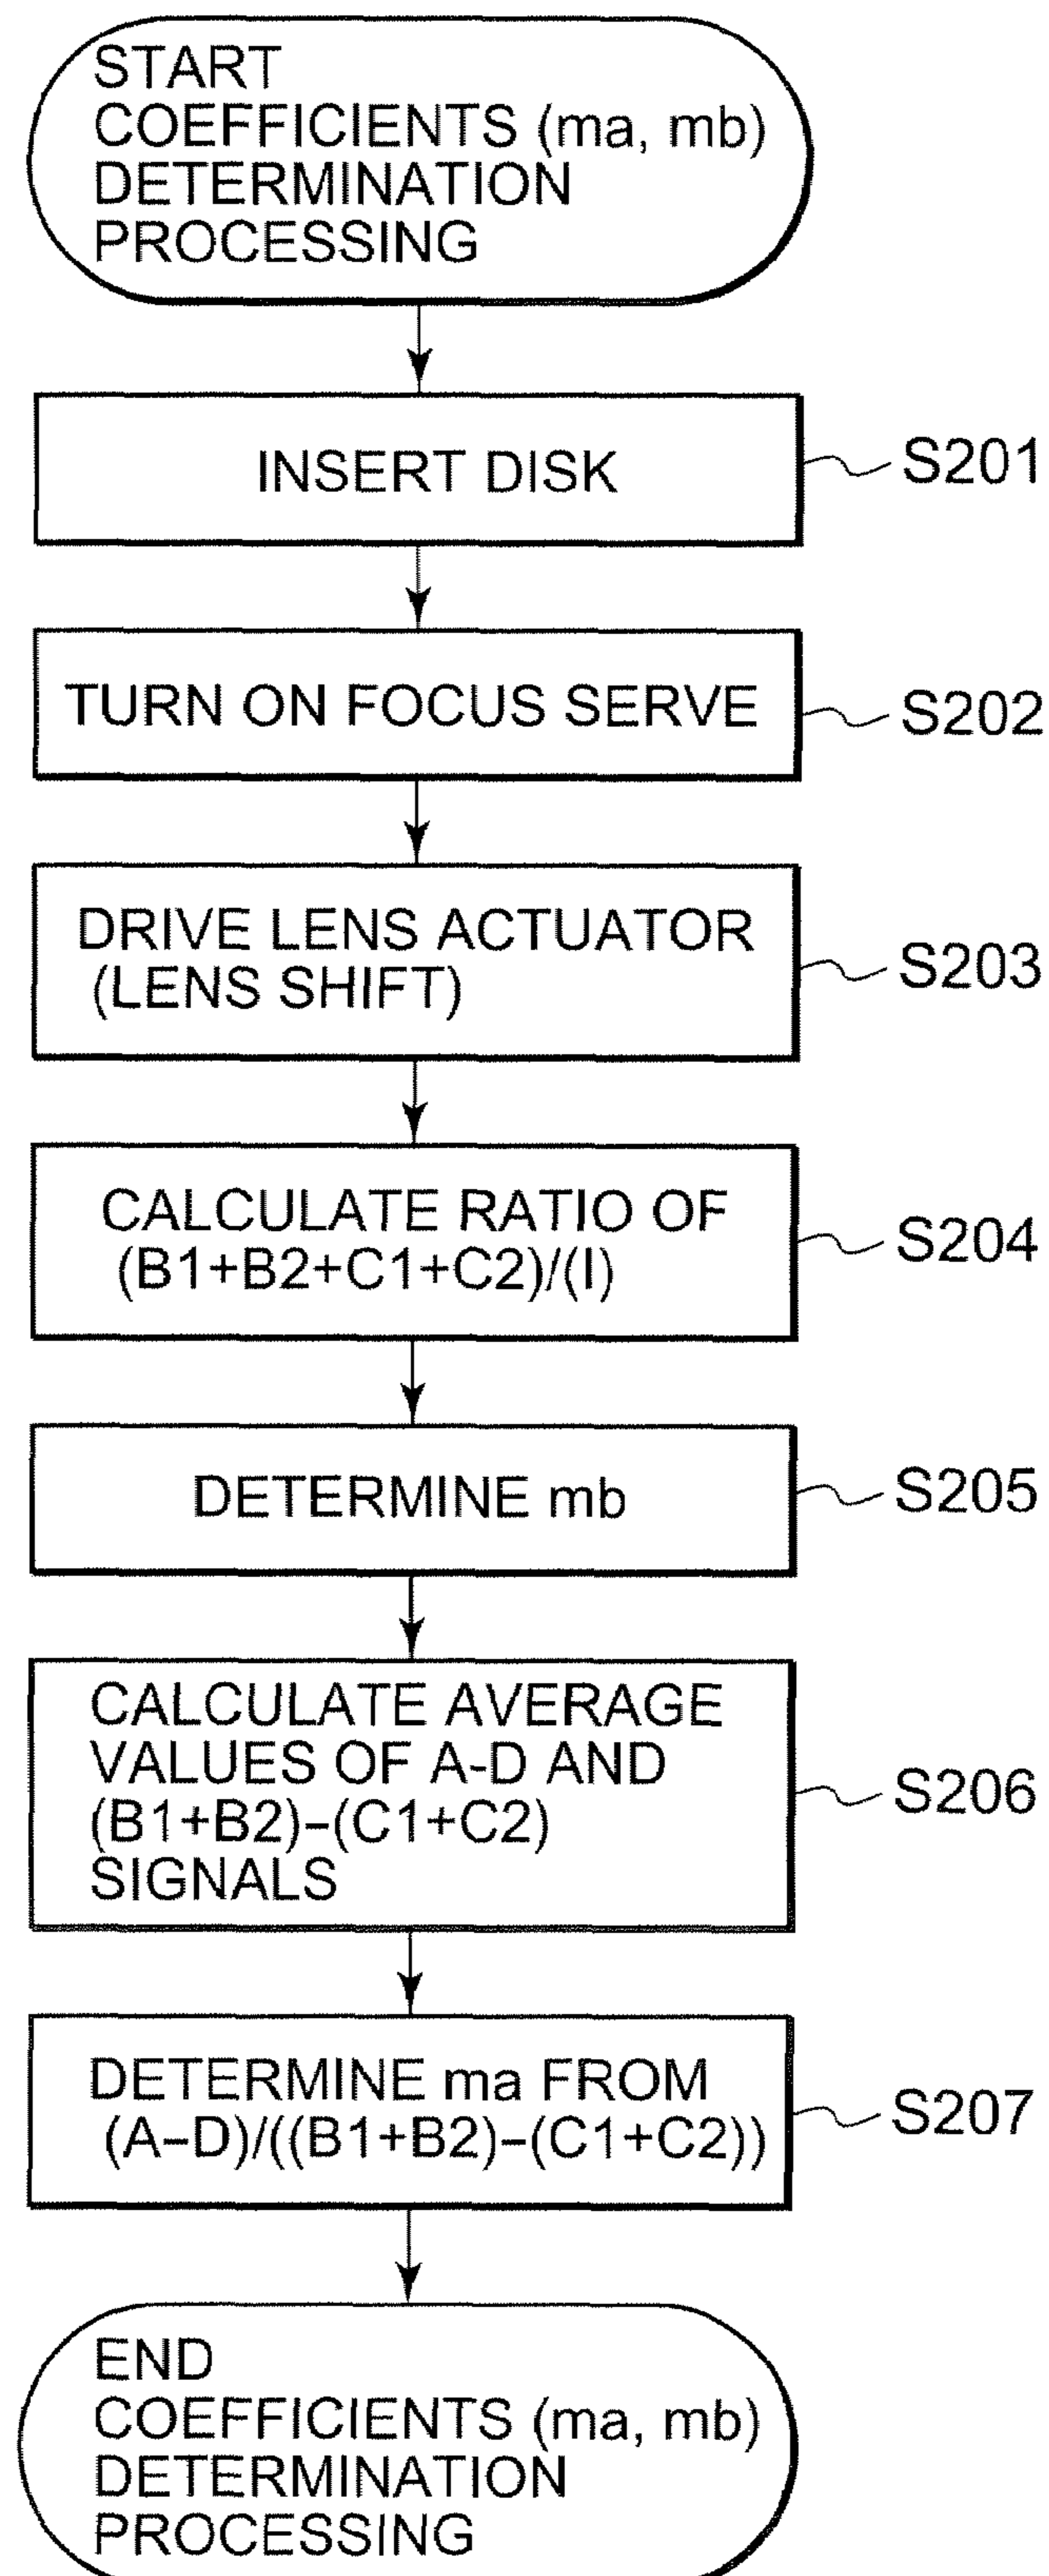 START
COEFFICIENTS (ma, mb)
DETERMINATION
PROCESSING
INSERT DISK
S201
TURN ON FOCUS SERVE
S202
DRIVE LENS ACTUATOR
(LENS SHIFT)
S203
CALCULATE RATIO OF
(B1+B2+C1+C2)/(I)
S204
DETERMINE mb
S205
CALCULATE AVERAGE
VALUES OF A-D AND
(B1+B2)–(C1+C2)
SIGNALS
S206
DETERMINE ma FROM
(A–D)/((B1+B2)–(C1+C2))
S207
END
COEFFICIENTS (ma, mb)
DETERMINATION
PROCESSING